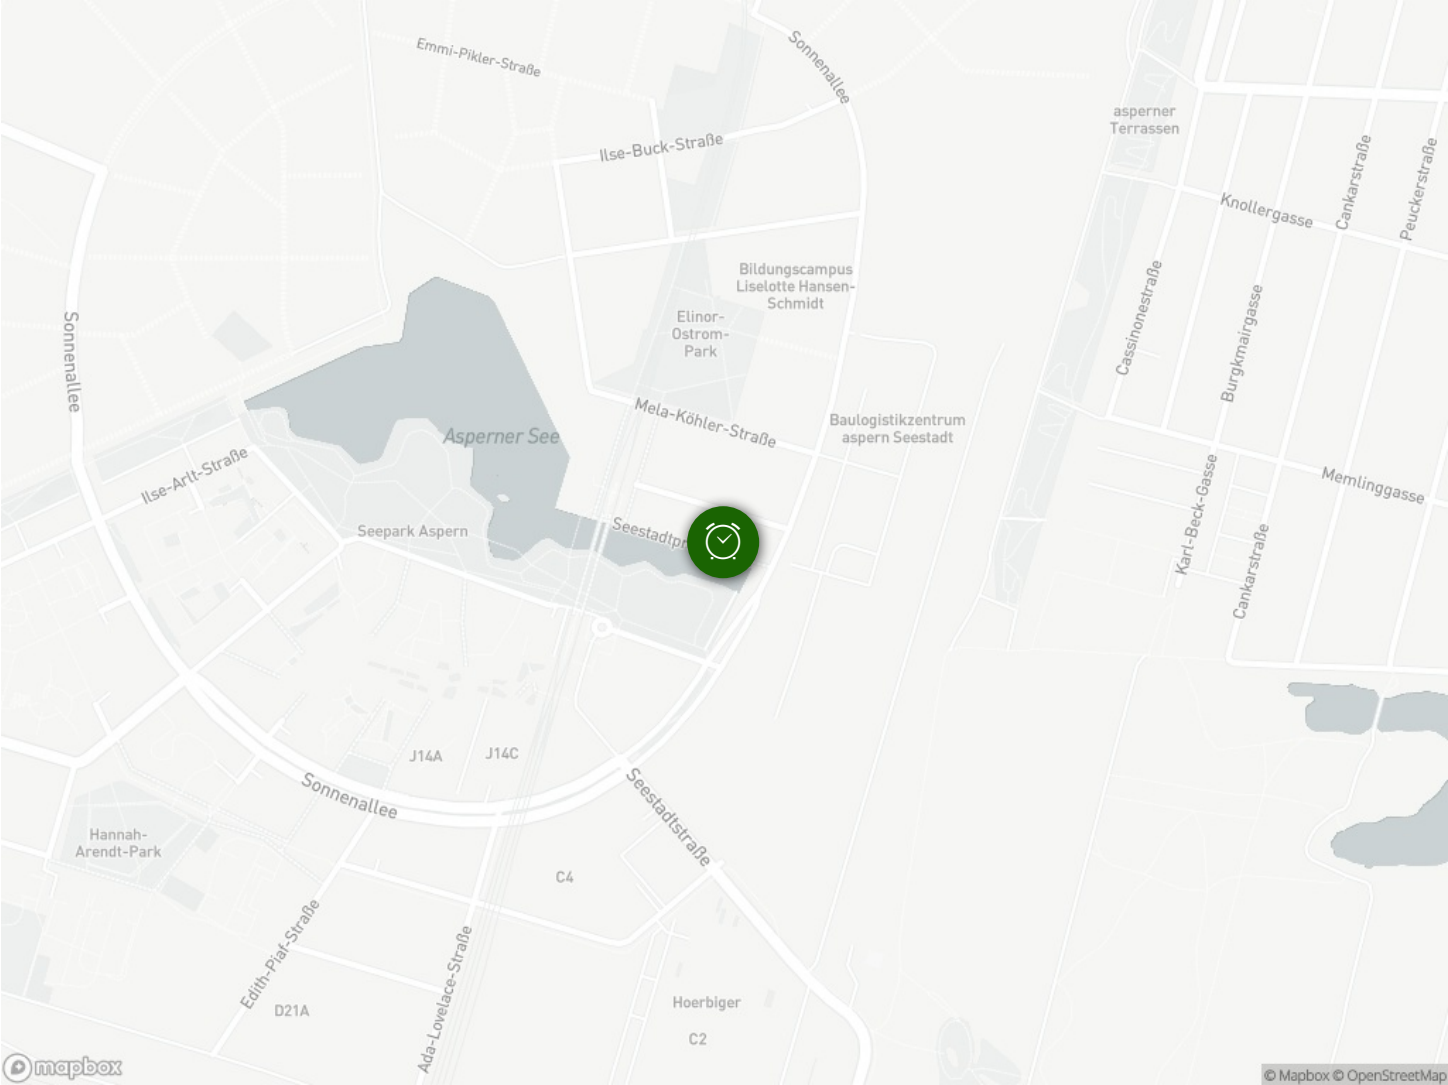 Emmi-Pikler-Straße
Sonnenallee
asperner
Terrassen
Ilse-Buck-Straße
Cankarstraße
Peuckerstraße
Knollergasse
Bildungscampus
Liselotte Hansen-
Schmidt
Cassinonestraße
Burgkmairgasse
Sonnenallee
Elinor-
Ostrom-
Park
Mela-Köhler-Straße
Baulogistikzentrum
aspern Seestadt
Asperner See
Ilse-Arlt-Straße
Memlinggasse
Karl-Beck-Gasse
Seepark Aspern
Seestadtpr
Cankarstraße
J14A
J14C
Sonnenallee
Seestadtstraße
Hannah-
Arendt-Park
C4
Edith-Piaf-Straße
Ada-Lovelace-Straße
D21A
Hoerbiger
C2
mapbox
© Mapbox © OpenStreetMap